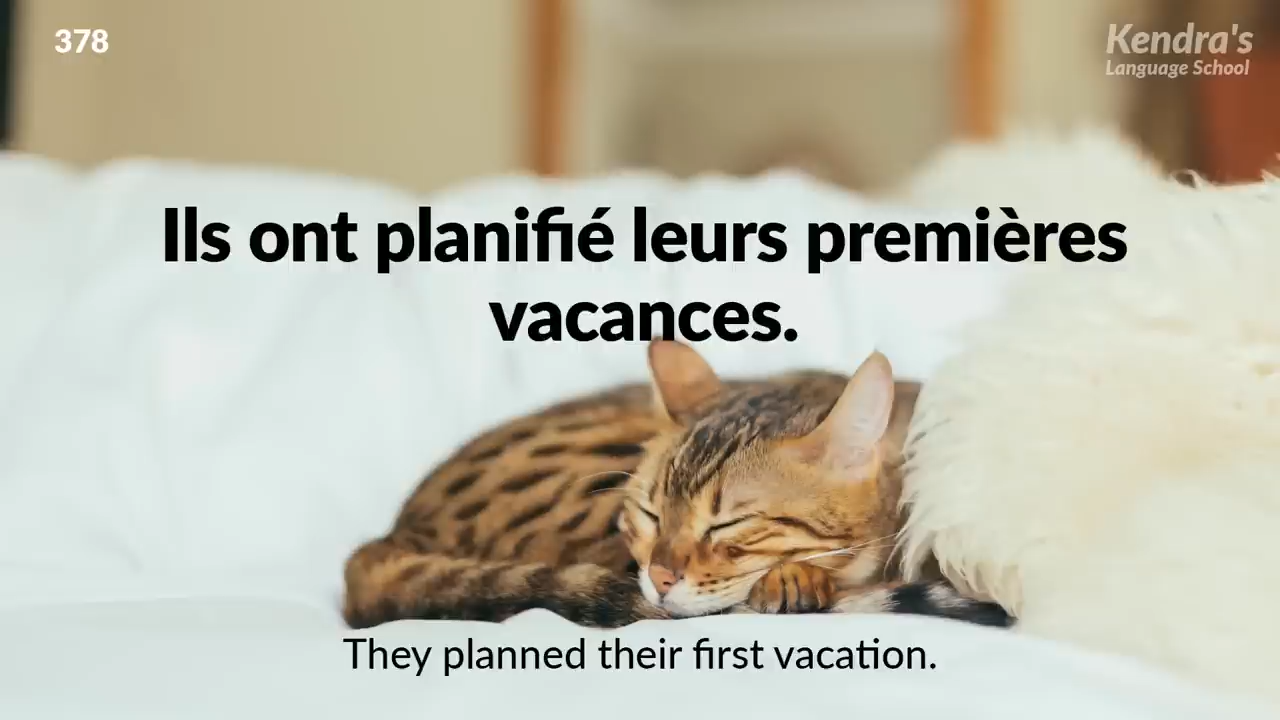 378
Kendra's
Language School
Ils ont planifié leurs premières
vacances.
They planned their first vacation.